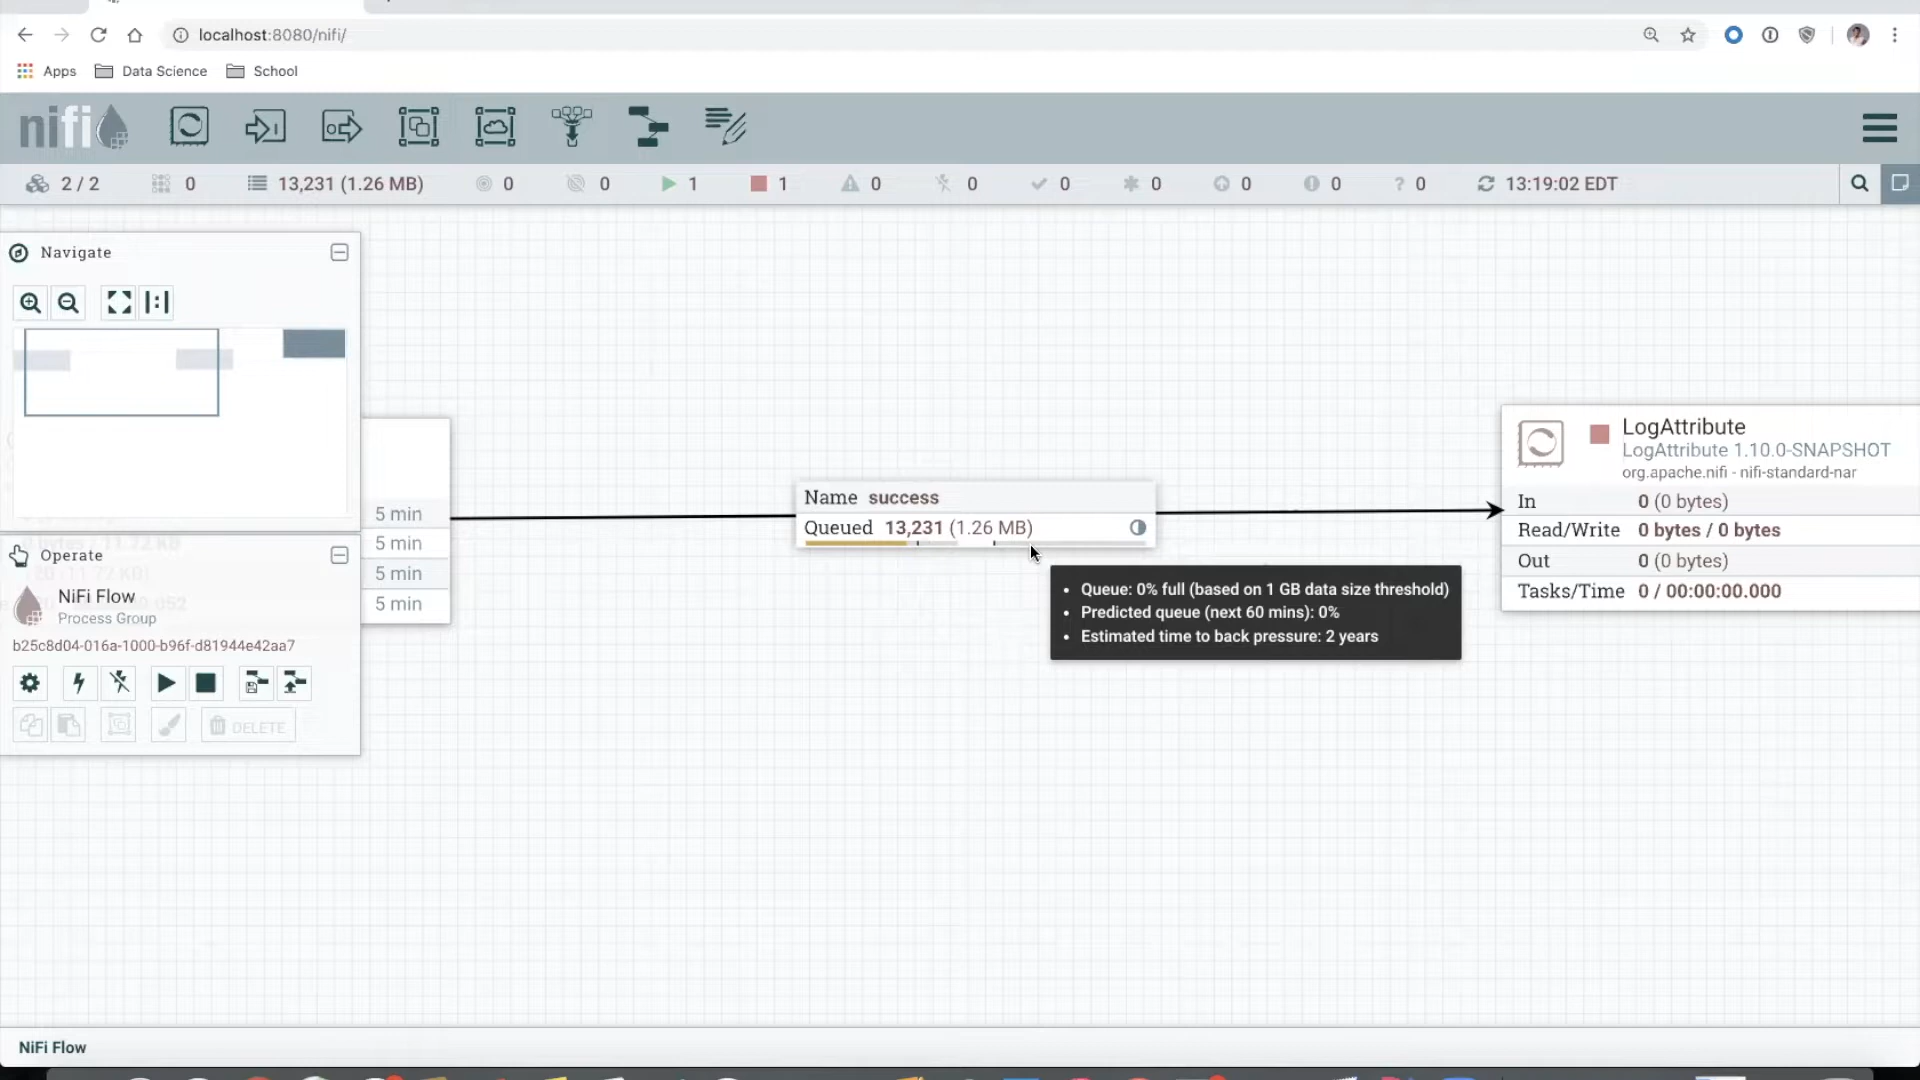 localhost:8080/nifi/
Apps Data Science School
nifi
2 / 2 0 13,231 (1.26 MB) 0 0 1 1 0 0 0 0 0 0 ? 0 13:19:02 EDT
Navigate
Operate
NiFi Flow
Process Group
b25c8d04-016a-1000-b96f-d81944e42aa7
DELETE
5 min
5 min
5 min
5 min
Name success
Queued 13,231 (1.26 MB)
• Queue: 0% full (based on 1 GB data size threshold)
• Predicted queue (next 60 mins): 0%
• Estimated time to back pressure: 2 years
LogAttribute
LogAttribute 1.10.0-SNAPSHOT
org.apache.nifi - nifi-standard-nar
In 0 (0 bytes)
Read/Write 0 bytes / 0 bytes
Out 0 (0 bytes)
Tasks/Time 0 / 00:00:00.000
NiFi Flow